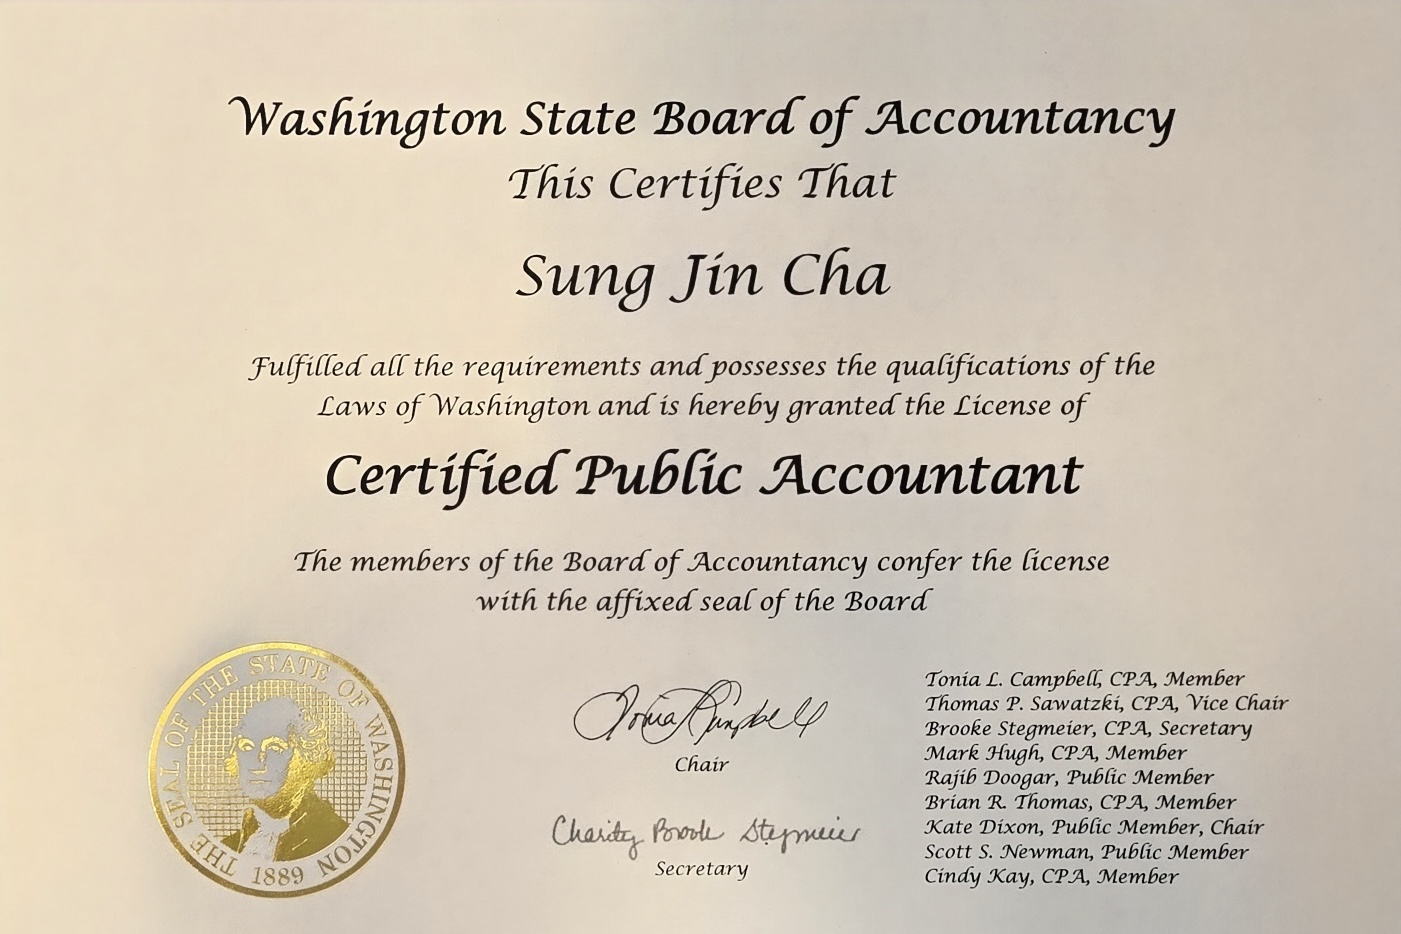 Washington State Board of Accountancy
This Certifies That
Sung Jin Cha
Fulfilled all the requirements and possesses the qualifications of the
Laws of Washington and is hereby granted the License of
Certified Public Accountant
The members of the Board of Accountancy confer the license
with the affixed seal of the Board
THE SEAL OF THE STATE OF WASHINGTON
1889
Tonia L Campbell
Chair
Charity Brooke Stegmeier
Secretary
Tonia L. Campbell, CPA, Member
Thomas P. Sawatzki, CPA, Vice Chair
Brooke Stegmeier, CPA, Secretary
Mark Hugh, CPA, Member
Rajib Doogar, Public Member
Brian R. Thomas, CPA, Member
Kate Dixon, Public Member, Chair
Scott S. Newman, Public Member
Cindy Kay, CPA, Member